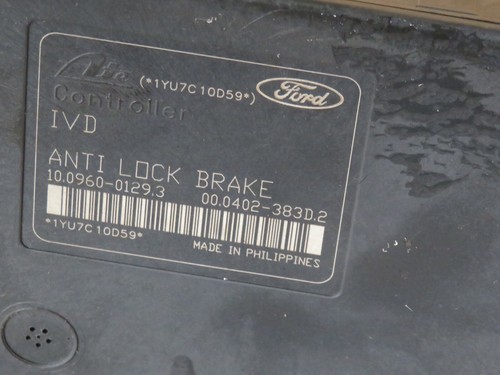 Ate (*1YU7C10D59*) Ford
Controller
IVD
ANTI LOCK BRAKE
10.0960-0129.3 00.0402-383D.2
*1YU7C10D59*
MADE IN PHILIPPINES